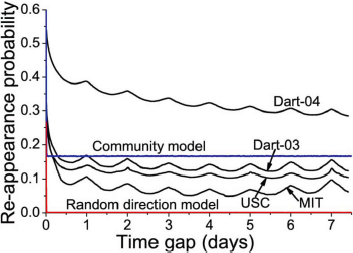 Re-appearance probability
0.6
0.5
0.4
0.3
0.2
0.1
0.0
Dart-04
Community model
Dart-03
Random direction model
USC
MIT
0 1 2 3 4 5 6 7
Time gap (days)